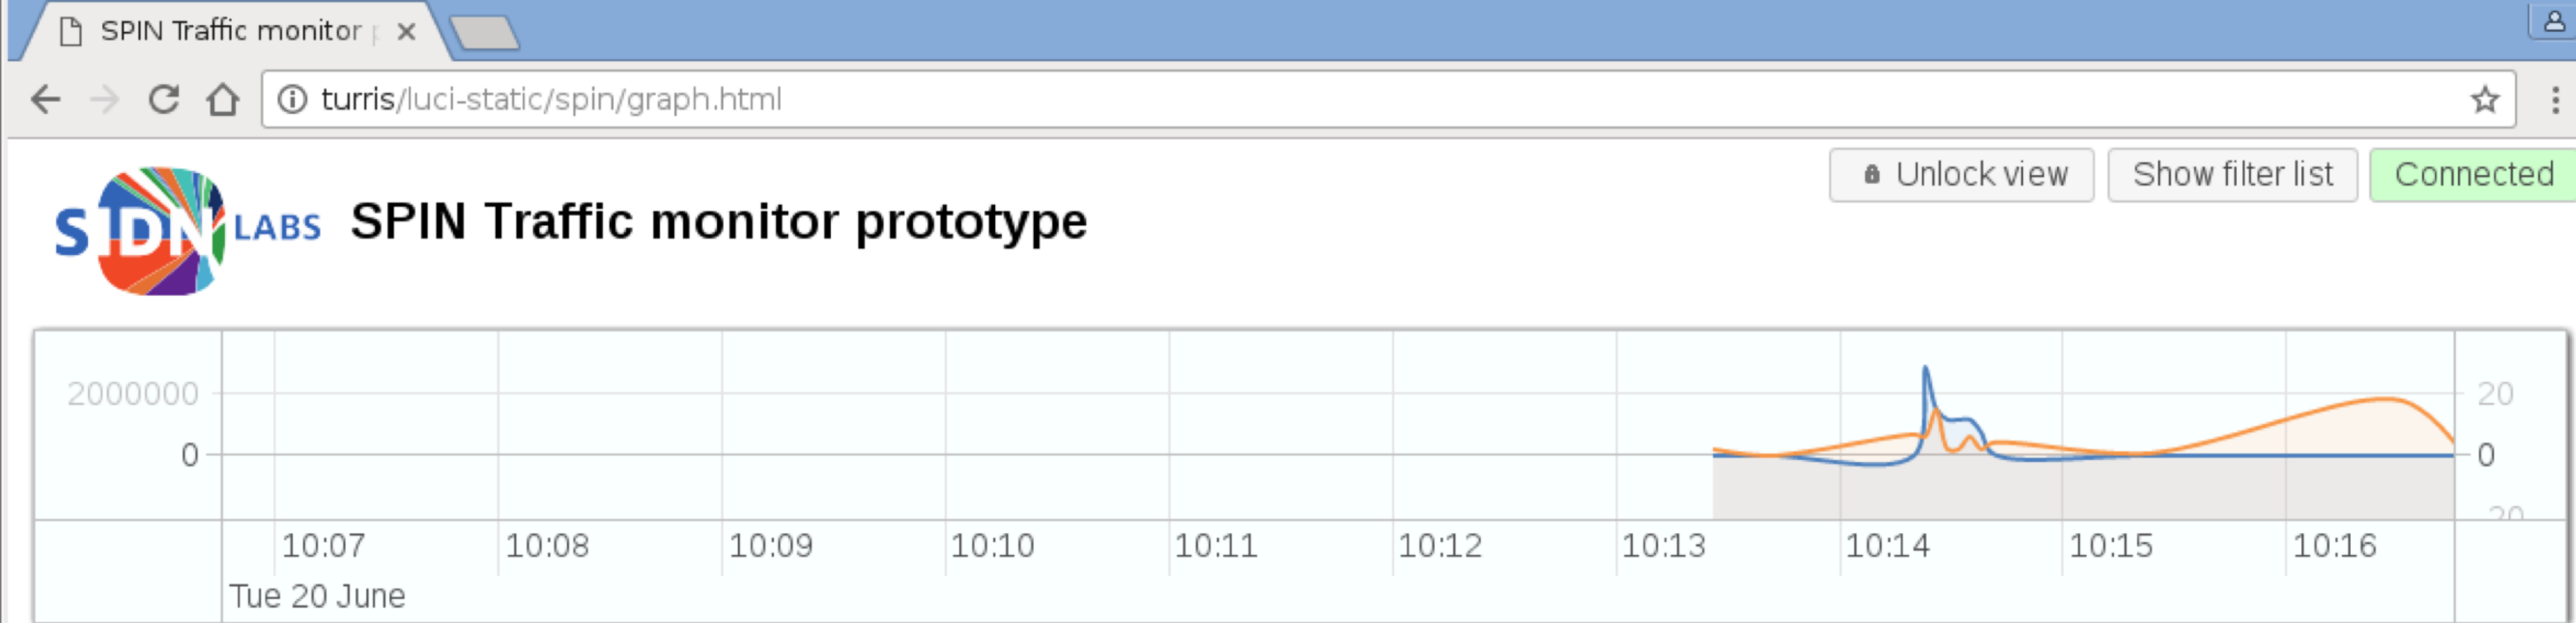 SPIN Traffic monitor
turris/luci-static/spin/graph.html
Unlock view Show filter list Connected
SIDN LABS SPIN Traffic monitor prototype
2000000 20
0 0
20
10:07 10:08 10:09 10:10 10:11 10:12 10:13 10:14 10:15 10:16
Tue 20 June